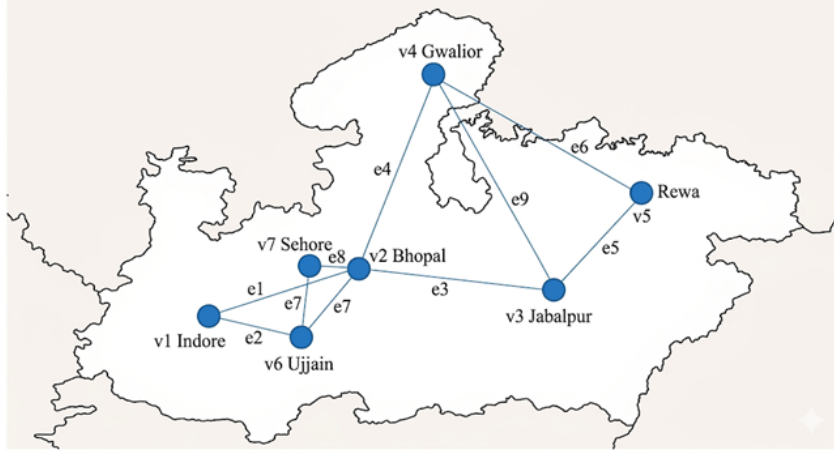 v4 Gwalior
e4
e6
e9
Rewa
v5
e5
v7 Sehore
e8
v2 Bhopal
e1
e7
e7
e3
v1 Indore
e2
v6 Ujjain
v3 Jabalpur